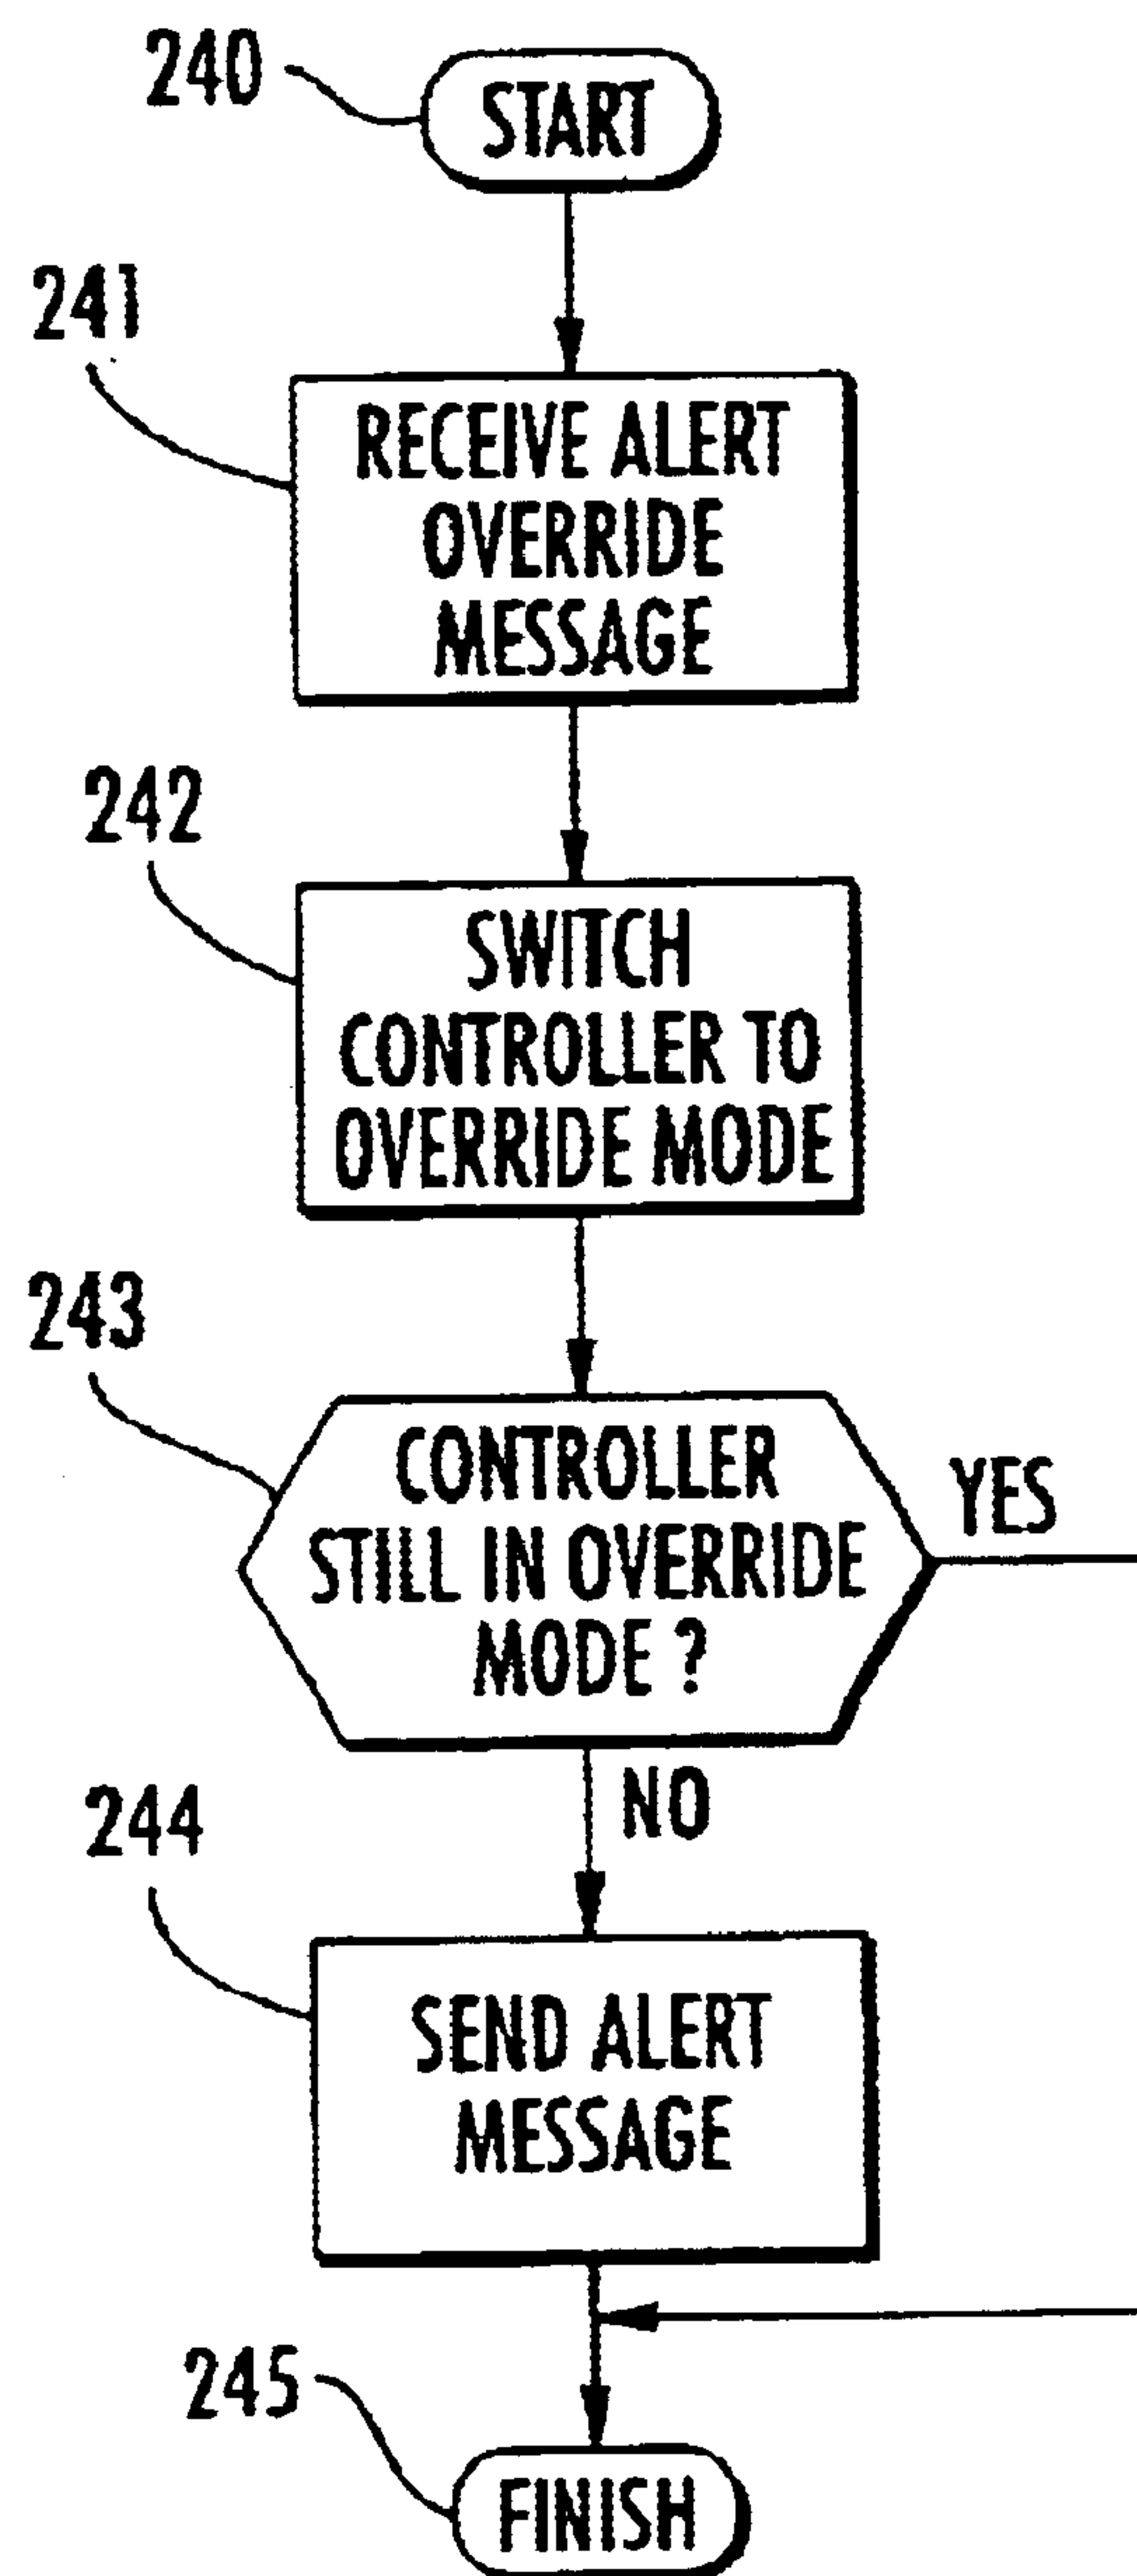 240
START
241
RECEIVE ALERT
OVERRIDE
MESSAGE
242
SWITCH
CONTROLLER TO
OVERRIDE MODE
243
CONTROLLER
STILL IN OVERRIDE
MODE ?
YES
NO
244
SEND ALERT
MESSAGE
245
FINISH